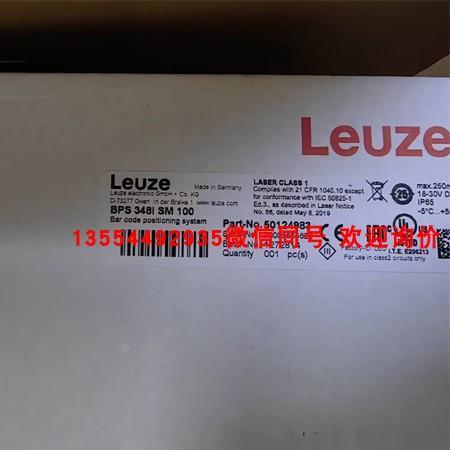 Leuze
Leuze
Leuze electronic GmbH + Co. KG
D-73277 Owen In der Braike 1 www.leuze.com
Made in Germany
BPS 348i SM 100
Bar code positioning system
LASER CLASS 1
Complies with 21 CFR 1040.10 except
for conformance with IEC 60825-1
Ed.3., as described in Laser Notice
No. 56, dated May 8, 2019
max.250m
18-30V D
IP65
-5°C...+5
Part-No. 50124983
13554492935微信同号 欢迎询价
Quantity 001 pc(s)
I.T.E. E206213
For use in class2 circuits only